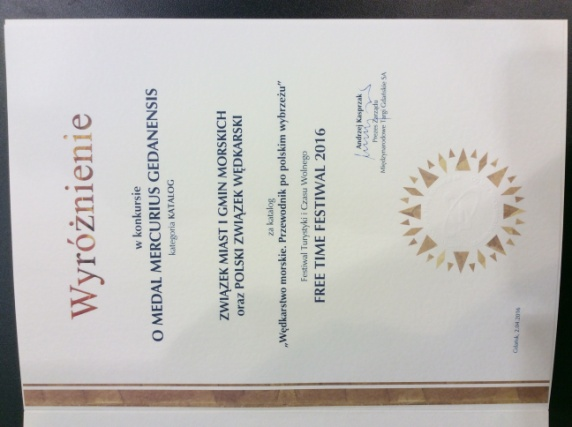 Wyróżnienie
w konkursie
O MEDAL MERCURIUS GEDANENSIS
kategoria KATALOG
ZWIĄZEK MIAST I GMIN MORSKICH
oraz POLSKI ZWIĄZEK WĘDKARSKI
za katalog
„Wędkarstwo morskie. Przewodnik po polskim wybrzeżu”
Festiwal Turystyki i Czasu Wolnego
FREE TIME FESTIWAL 2016
Andrzej Kasprzak
Prezes Zarządu
Międzynarodowe Targi Gdańskie SA
Gdańsk, 2.04.2016